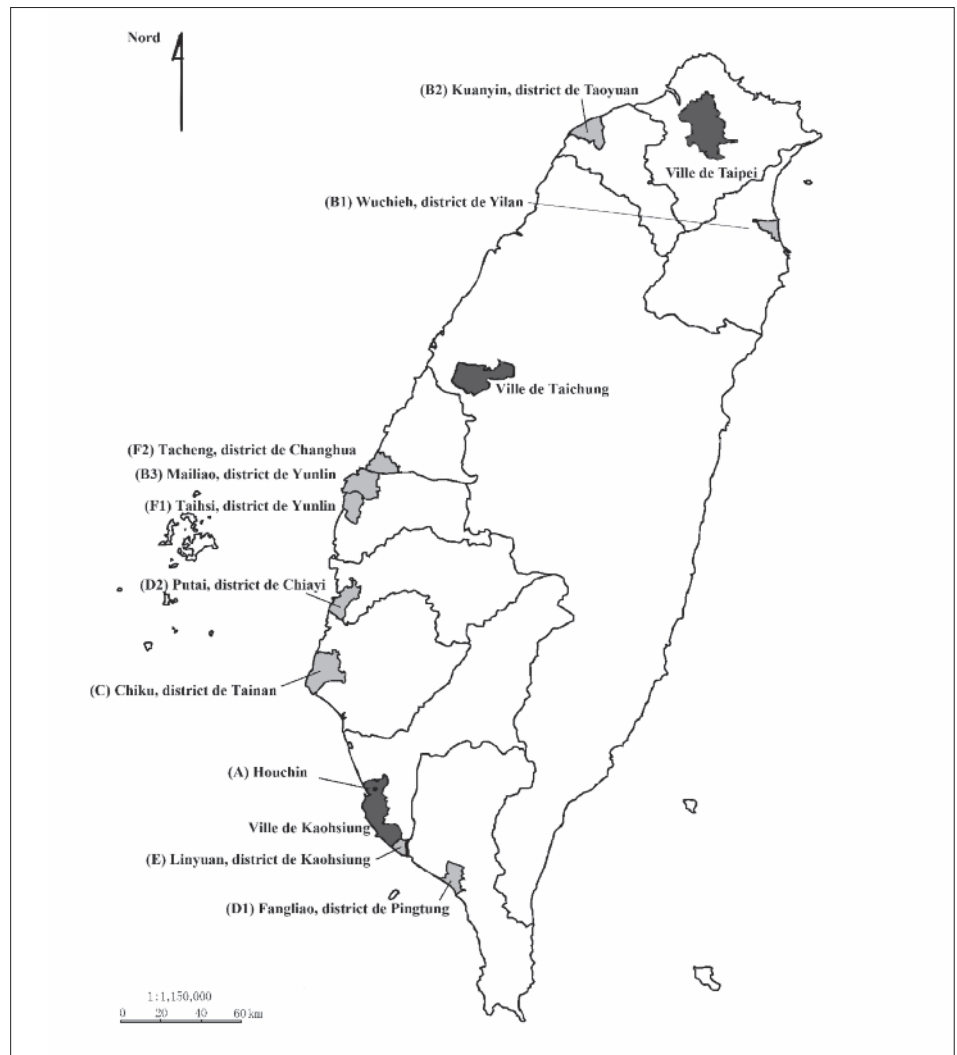 Nord
(B2) Kuanyin, district de Taoyuan
Ville de Taipei
(B1) Wuchieh, district de Yilan
Ville de Taichung
(F2) Tacheng, district de Changhua
(B3) Mailiao, district de Yunlin
(F1) Taihsi, district de Yunlin
(D2) Putai, district de Chiayi
(C) Chiku, district de Tainan
(A) Houchin
Ville de Kaohsiung
(E) Linyuan, district de Kaohsiung
(D1) Fangliao, district de Pingtung
1:1,150,000
0 20 40 60 km